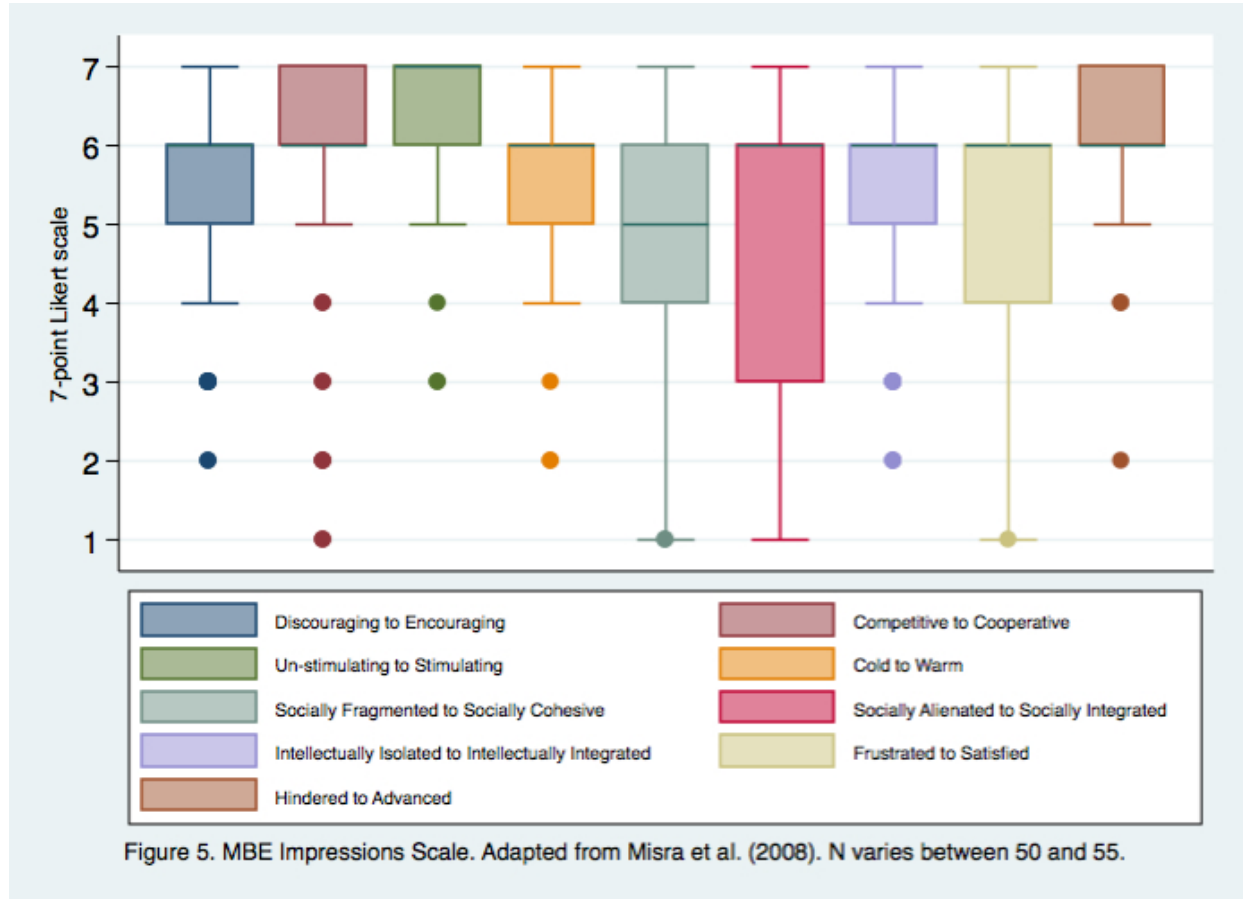 7-point Likert scale
7
6
5
4
3
2
1
Discouraging to Encouraging
Competitive to Cooperative
Un-stimulating to Stimulating
Cold to Warm
Socially Fragmented to Socially Cohesive
Socially Alienated to Socially Integrated
Intellectually Isolated to Intellectually Integrated
Frustrated to Satisfied
Hindered to Advanced
Figure 5. MBE Impressions Scale. Adapted from Misra et al. (2008). N varies between 50 and 55.